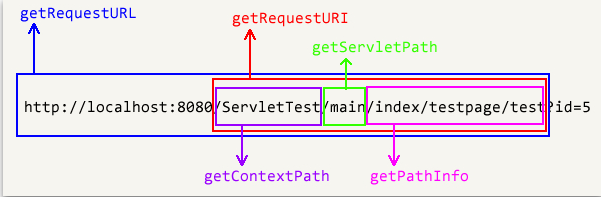 getRequestURL
getRequestURI
getServletPath
http://localhost:8080/ServletTest/main/index/testpage/test?id=5
getContextPath
getPathInfo